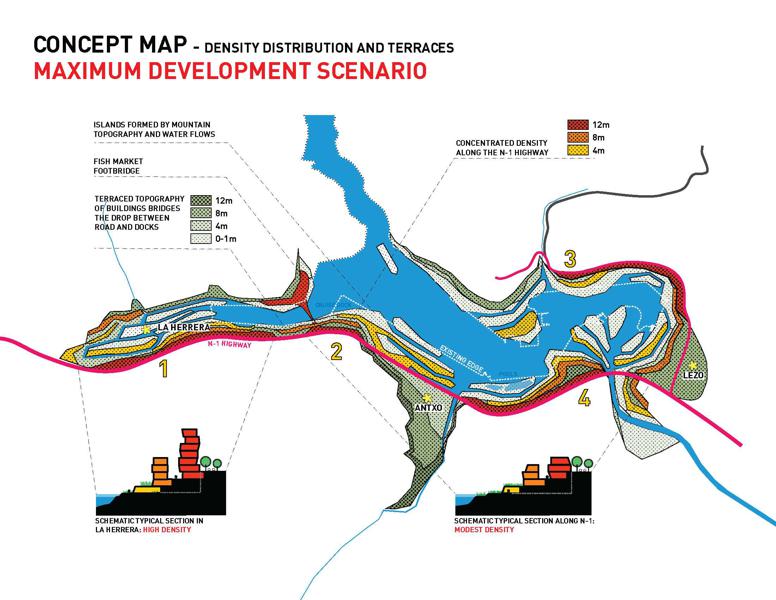 CONCEPT MAP - DENSITY DISTRIBUTION AND TERRACES
MAXIMUM DEVELOPMENT SCENARIO
ISLANDS FORMED BY MOUNTAIN
TOPOGRAPHY AND WATER FLOWS
FISH MARKET
FOOTBRIDGE
TERRACED TOPOGRAPHY
OF BUILDINGS BRIDGES
THE DROP BETWEEN
ROAD AND DOCKS
12m
8m
4m
0-1m
CONCENTRATED DENSITY
ALONG THE N-1 HIGHWAY
12m
8m
4m
3
LA HERRERA
N-1 HIGHWAY
1
2
EXISTING EDGE
POOLS
ANTXO
LEZO
4
SCHEMATIC TYPICAL SECTION IN
LA HERRERA: HIGH DENSITY
SCHEMATIC TYPICAL SECTION ALONG N-1:
MODEST DENSITY